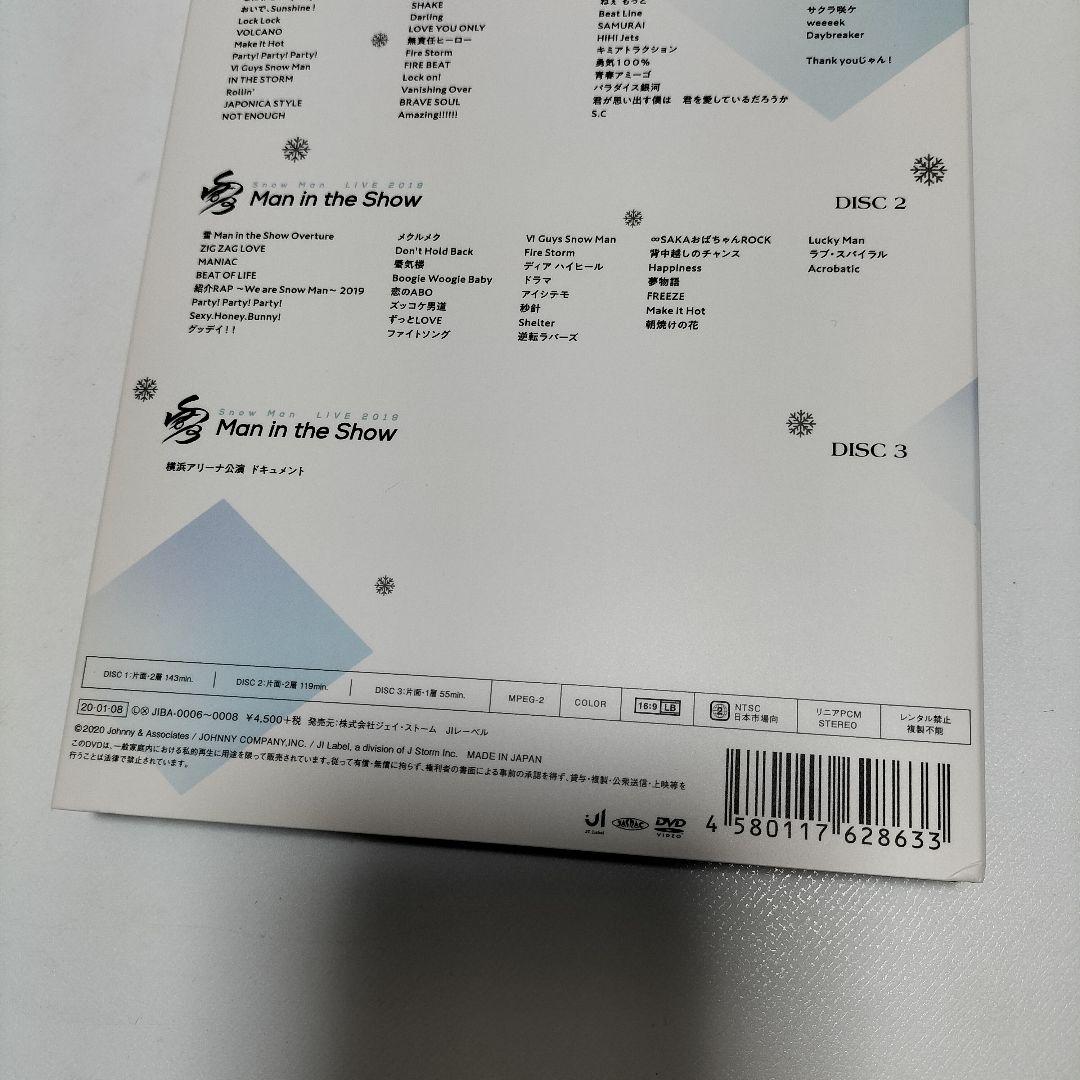 おいで、Sunshine!
Lock Lock
VOLCANO
Make It Hot
Party! Party! Party!
Vi Guys Snow Man
IN THE STORM
Rollin'
JAPONICA STYLE
NOT ENOUGH
SHAKE
Darling
LOVE YOU ONLY
無責任ヒーロー
Fire Storm
FIRE BEAT
Lock on!
Vanishing Over
BRAVE SOUL
Amazing!!!!!!
ねぇ もっと
Beat Line
SAMURAI
HiHi Jets
キミアトラクション
勇気100%
青春アミーゴ
パラダイス銀河
君が思い出す僕は 君を愛しているだろうか
S.C
サクラ咲ケ
weeeek
Daybreaker
Thank youじゃん!
Snow Man LIVE 2019
Man in the Show
DISC 2
雪 Man in the Show Overture
ZIG ZAG LOVE
MANIAC
BEAT OF LIFE
紹介RAP ～We are Snow Man～ 2019
Party! Party! Party!
Sexy.Honey.Bunny!
グッデイ!!
メクルメク
Don't Hold Back
蜃気楼
Boogie Woogie Baby
恋のABO
ズッコケ男道
ずっとLOVE
ファイトソング
Vi Guys Snow Man
Fire Storm
ディア ハイヒール
ドラマ
アイシテモ
秒針
Shelter
逆転ラバーズ
∞SAKAおばちゃんROCK
背中越しのチャンス
Happiness
夢物語
FREEZE
Make It Hot
朝焼けの花
Lucky Man
ラブ・スパイラル
Acrobatic
Snow Man LIVE 2019
Man in the Show
DISC 3
横浜アリーナ公演 ドキュメント
DISC 1:片面・2層 143min.
DISC 2:片面・2層 119min.
DISC 3:片面・1層 55min.
MPEG-2
COLOR
16:9 LB
2
NTSC
日本市場向
リニアPCM
STEREO
レンタル禁止
複製不能
20・01・08 JIBA-0006～0008 ¥4,500+税 発売元:株式会社ジェイ・ストーム JIレーベル
©2020 Johnny & Associates / JOHNNY COMPANY,INC. / JI Label, a division of J Storm Inc. MADE IN JAPAN
このDVDは、一般家庭内における私的再生に用途を限って販売されています。従って有償・無償に拘らず、権利者の書面による事前の承認を得ず、貸与・複製・公衆送信・上映等を
行うことは法律で禁止されています。
JI
JI Label
JASRAC
DVD
VIDEO
4 580117 628633